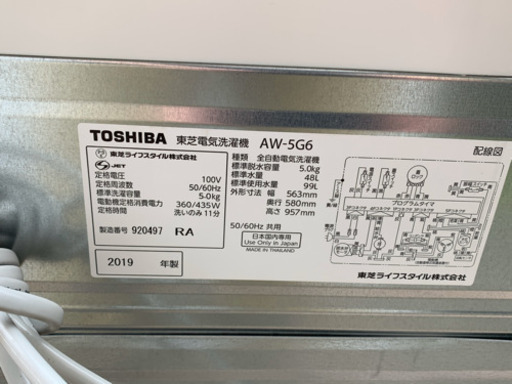 TOSHIBA 東芝電気洗濯機 AW-5G6
配線図
東芝ライフスタイル株式会社
JET
定格電圧 100V
定格周波数 50/60Hz
標準洗濯容量 5.0kg
電動機定格消費電力 360/435W
定格時間 洗いのみ 11分
製造番号 920497 RA
2019 年製
種類 全自動電気洗濯機
標準脱水容量 5.0kg
標準水量 48L
標準使用水量 99L
外形寸法 幅 563mm
奥行 580mm
高さ 957mm
50/60Hz 共用
日本国内専用
Use Only in Japan
MADE IN THAILAND
プログラムタイマ
東芝ライフスタイル株式会社